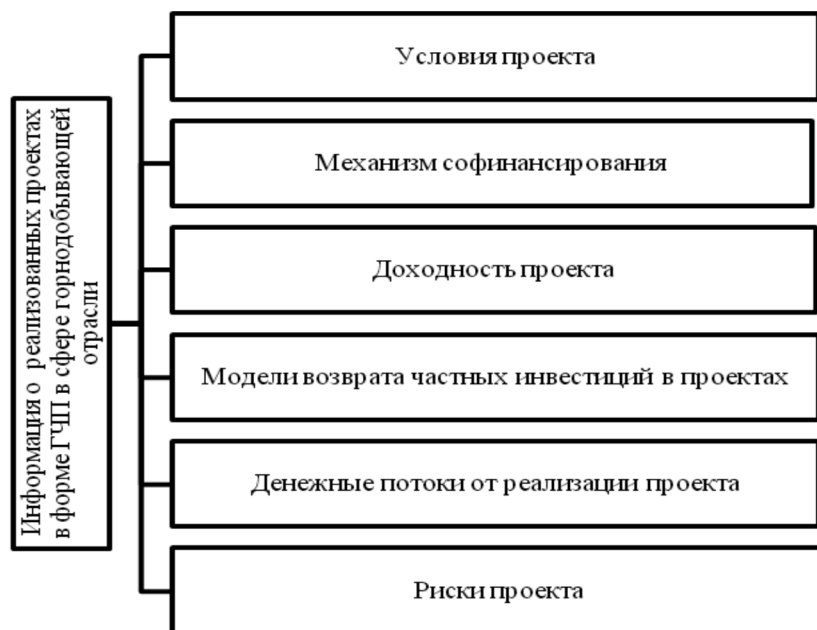 Информация о реализованных проектах
в форме ГЧП в сфере горнодобывающей
отрасли
Условия проекта
Механизм софинансирования
Доходность проекта
Модели возврата частных инвестиций в проектах
Денежные потоки от реализации проекта
Риски проекта